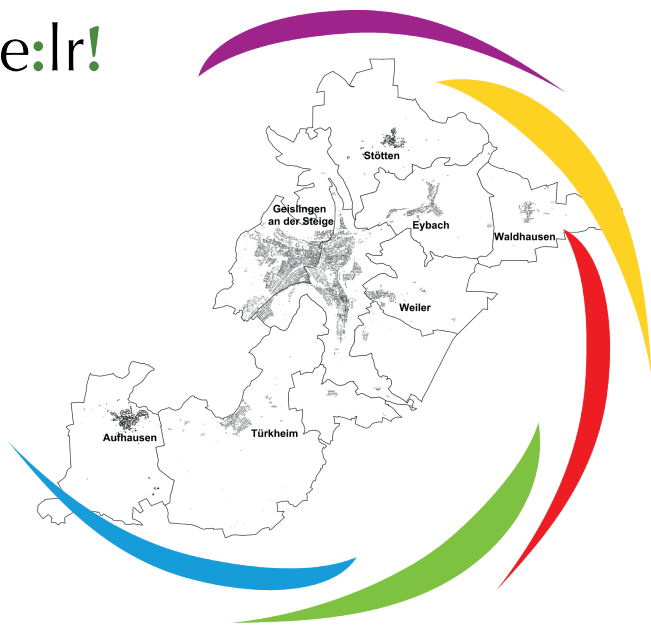 e:lr!
Stötten
Geislingen
an der Steige
Eybach
Waldhausen
Weiler
Aufhausen
Türkheim